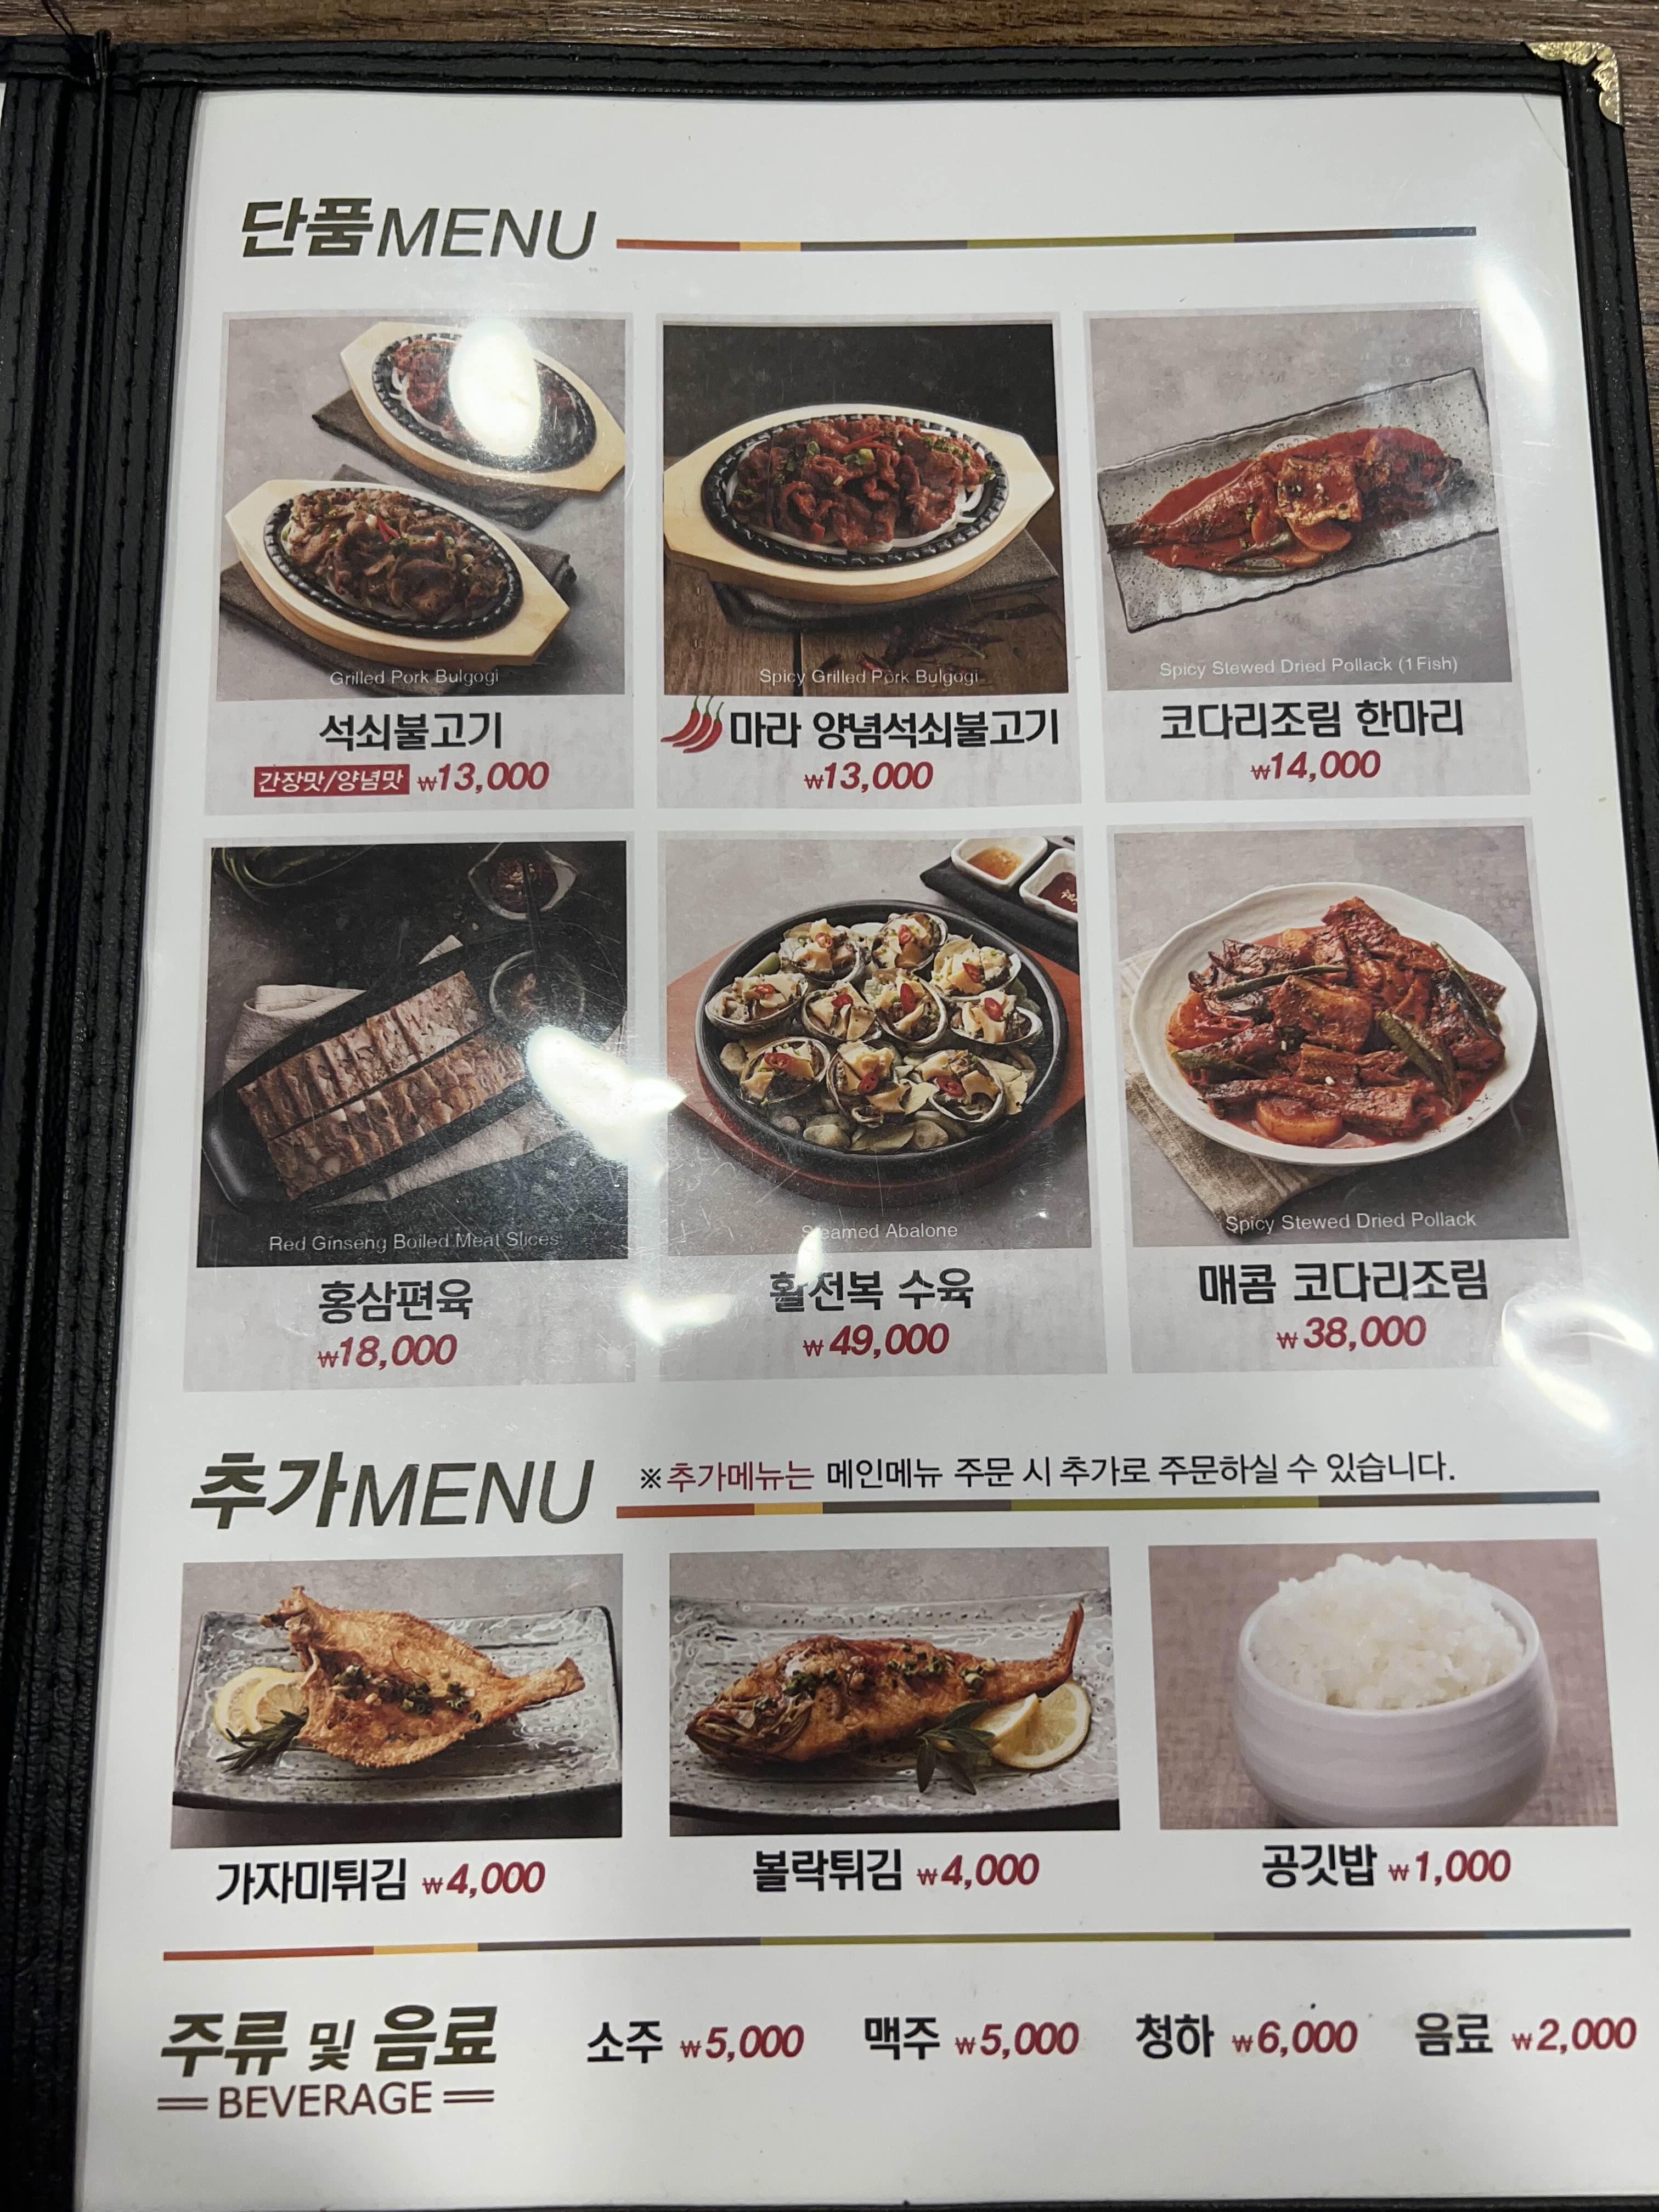 단품MENU
Grilled Pork Bulgogi
석쇠불고기
간장맛/양념맛 ₩13,000
Spicy Grilled Pork Bulgogi
마라 양념석쇠불고기
₩13,000
Spicy Stewed Dried Pollack (1Fish)
코다리조림 한마리
₩14,000
Red Ginseng Boiled Meat Slices
홍삼편육
₩18,000
Steamed Abalone
활전복 수육
₩49,000
Spicy Stewed Dried Pollack
매콤 코다리조림
₩38,000
추가MENU ※추가메뉴는 메인메뉴 주문 시 추가로 주문하실 수 있습니다.
가자미튀김 ₩4,000
볼락튀김 ₩4,000
공깃밥 ₩1,000
주류 및 음료
BEVERAGE
소주 ₩5,000 맥주 ₩5,000 청하 ₩6,000 음료 ₩2,000